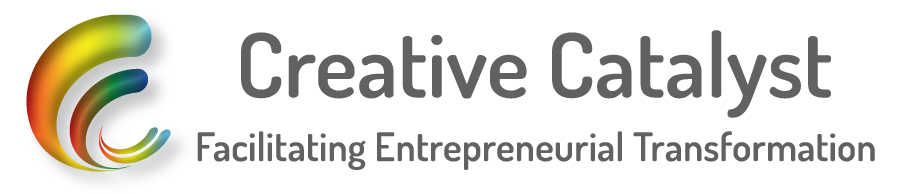 Creative Catalyst
Facilitating Entrepreneurial Transformation